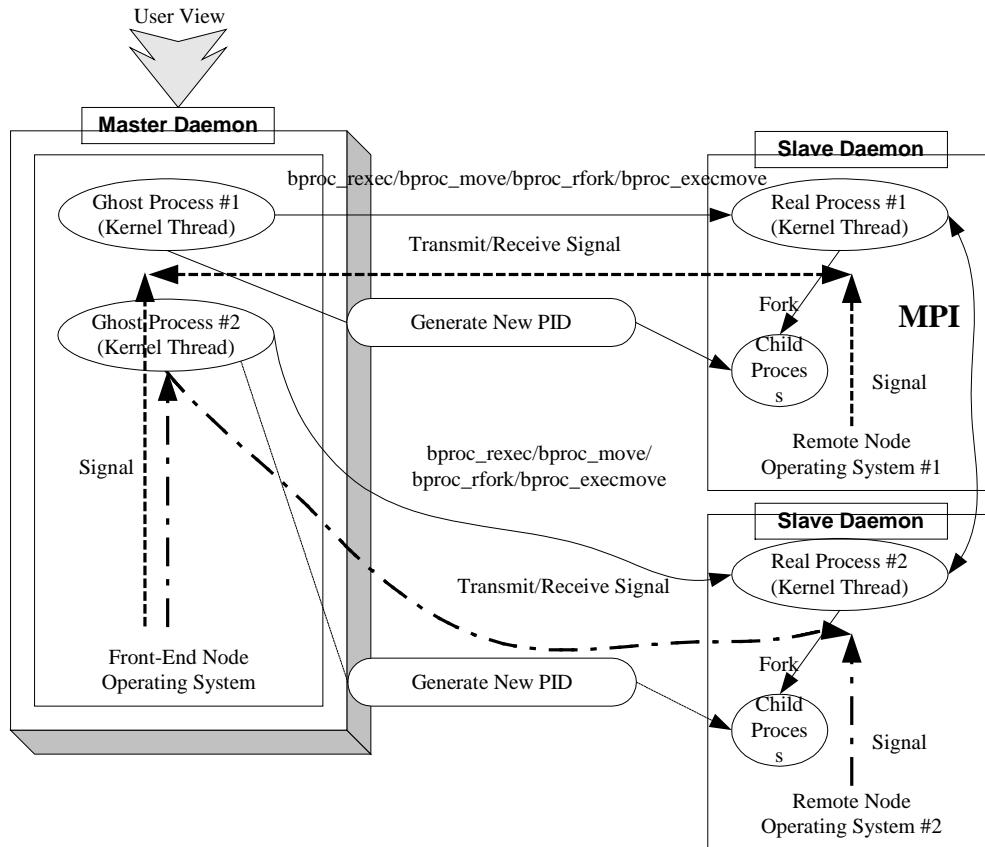 User View
Master Daemon
Slave Daemon
bproc_rexec/bproc_move/bproc_rfork/bproc_execmove
Ghost Process #1
(Kernel Thread)
Real Process #1
(Kernel Thread)
Transmit/Receive Signal
Ghost Process #2
(Kernel Thread)
Generate New PID
Fork
MPI
Child
Proces
s
Signal
Signal
bproc_rexec/bproc_move/
bproc_rfork/bproc_execmove
Remote Node
Operating System #1
Slave Daemon
Real Process #2
(Kernel Thread)
Transmit/Receive Signal
Front-End Node
Operating System
Generate New PID
Fork
Child
Proces
s
Signal
Remote Node
Operating System #2